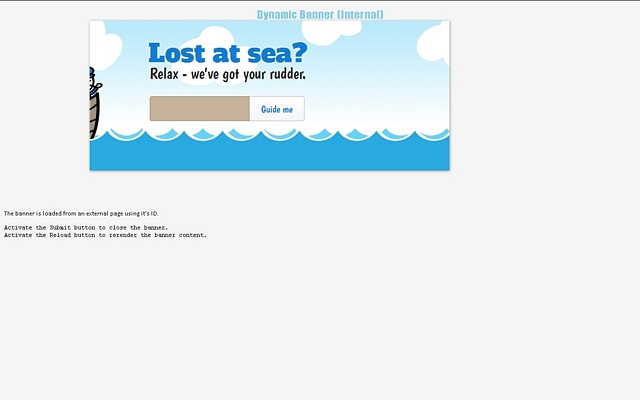 Dynamic Banner (Internal)
Lost at sea?
Relax - we've got your rudder.
Guide me
The banner is loaded from an external page using it's ID.
Activate the Submit button to close the banner.
Activate the Reload button to rerender the banner content.